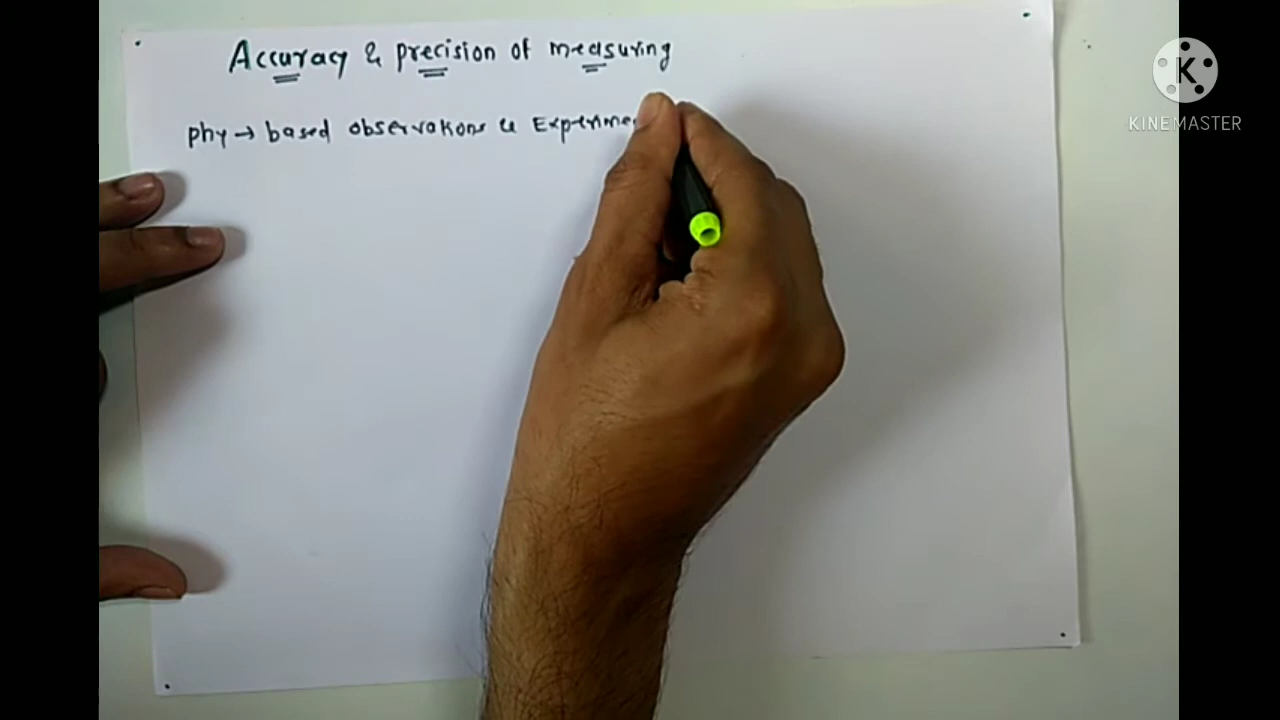 Accuracy & precision of measuring
phy → based observations & Experimen
K
KINEMASTER